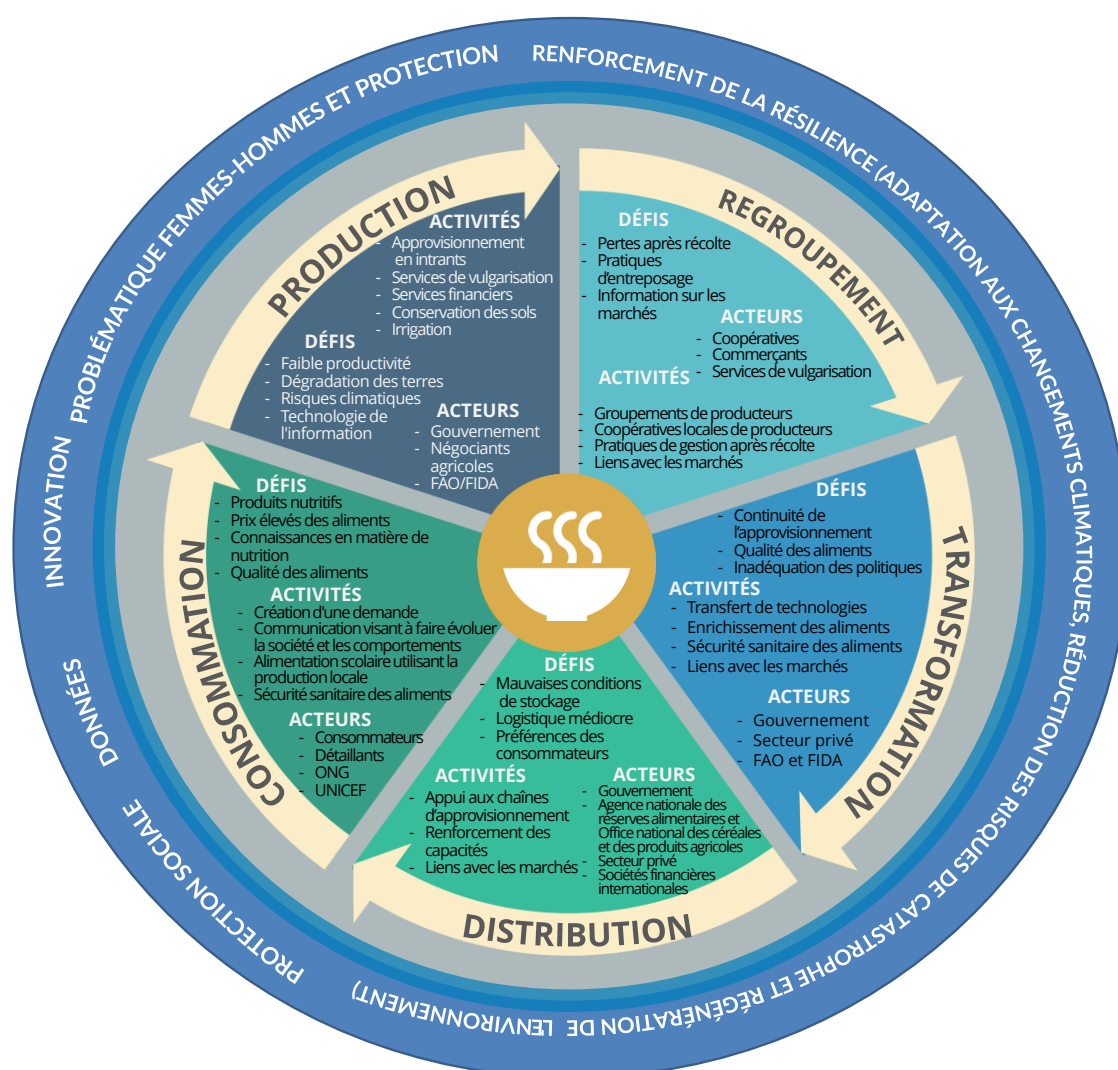 PROBLÉMATIQUE FEMMES-HOMMES ET PROTECTION
RENFORCEMENT DE LA RÉSILIENCE (ADAPTATION AUX CHANGEMENTS CLIMATIQUES, RÉDUCTION DES RISQUES DE CATASTROPHE ET RÉGÉNÉRATION DE L'ENVIRONNEMENT)
PROTECTION SOCIALE
DONNÉES
INNOVATION
PRODUCTION
ACTIVITÉS
- Approvisionnement
en intrants
- Services de vulgarisation
- Services financiers
- Conservation des sols
- Irrigation
DÉFIS
- Faible productivité
- Dégradation des terres
- Risques climatiques
- Technologie de
l'information
ACTEURS
- Gouvernement
- Négociants
agricoles
- FAO/FIDA
REGROUPEMENT
DÉFIS
- Pertes après récolte
- Pratiques
d'entreposage
- Information sur les
marchés
ACTEURS
- Coopératives
- Commerçants
- Services de vulgarisation
ACTIVITÉS
- Groupements de producteurs
- Coopératives locales de producteurs
- Pratiques de gestion après récolte
- Liens avec les marchés
TRANSFORMATION
DÉFIS
- Continuité de
l'approvisionnement
- Qualité des aliments
- Inadéquation des politiques
ACTIVITÉS
- Transfert de technologies
- Enrichissement des aliments
- Sécurité sanitaire des aliments
- Liens avec les marchés
ACTEURS
- Gouvernement
- Secteur privé
- FAO et FIDA
DISTRIBUTION
DÉFIS
- Mauvaises conditions
de stockage
- Logistique médiocre
- Préférences des
consommateurs
ACTIVITÉS
- Appui aux chaînes
d'approvisionnement
- Renforcement des
capacités
- Liens avec les marchés
ACTEURS
- Gouvernement
- Agence nationale des
réserves alimentaires et
Office national des céréales
et des produits agricoles
- Secteur privé
- Sociétés financières
internationales
CONSOMMATION
DÉFIS
- Produits nutritifs
- Prix élevés des aliments
- Connaissances en matière de
nutrition
- Qualité des aliments
ACTIVITÉS
- Création d'une demande
- Communication visant à faire évoluer
la société et les comportements
- Alimentation scolaire utilisant la
production locale
- Sécurité sanitaire des aliments
ACTEURS
- Consommateurs
- Détaillants
- ONG
- UNICEF